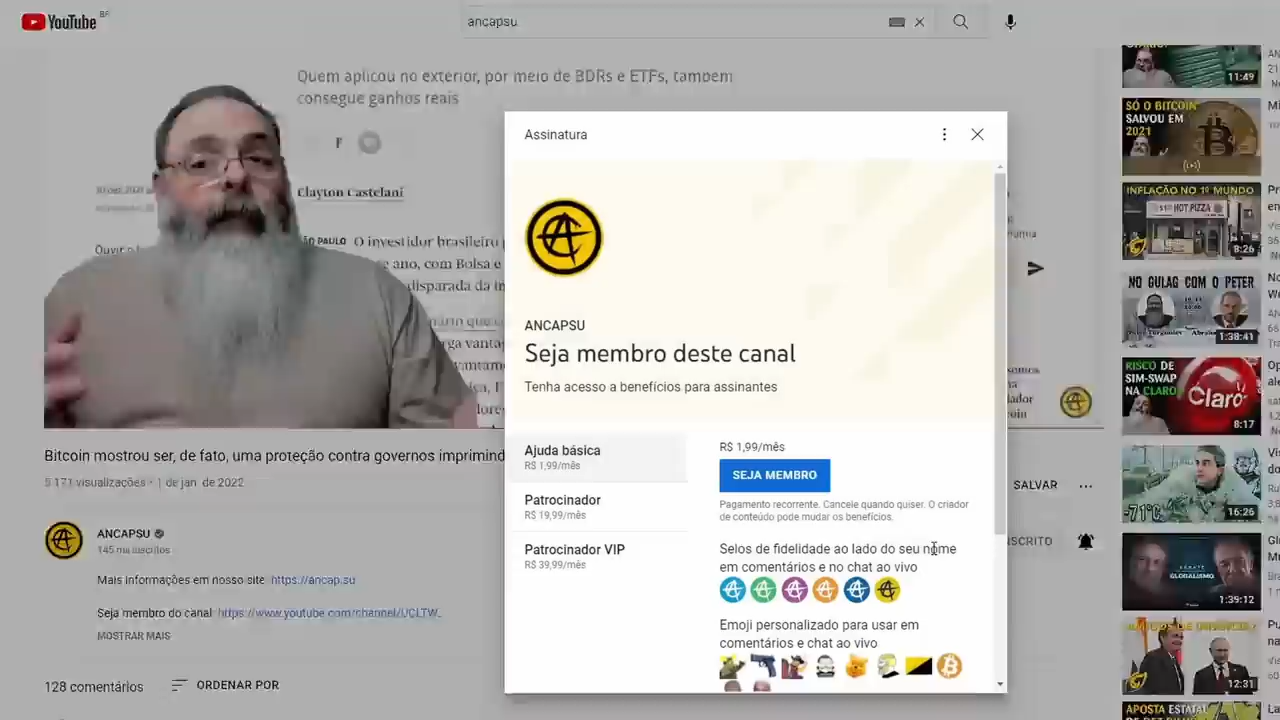 YouTube BR
ancapsu
Quem aplicou no exterior, por meio de BDRs e ETFs, também
consegue ganhos reais
Clayton Castelani
O investidor brasileiro
e ano, com Bolsa e
disparada da
Assinatura
ANCAPSU
Seja membro deste canal
Tenha acesso a benefícios para assinantes
Ajuda básica
R$ 1,99/mês
Patrocinador
R$ 19,99/mês
Patrocinador VIP
R$ 39,99/mês
R$ 1,99/mês
SEJA MEMBRO
Pagamento recorrente. Cancele quando quiser. O criador
de conteúdo pode mudar os benefícios.
Selos de fidelidade ao lado do seu nome
em comentários e no chat ao vivo
Emoji personalizado para usar em
comentários e chat ao vivo
Bitcoin mostrou ser, de fato, uma proteção contra governos imprimind
5.171 visualizações · 1 de jan. de 2022
SALVAR
ANCAPSU
145 mil inscritos
Mais informações em nosso site: https://ancap.su
Seja membro do canal: https://www.youtube.com/channel/UCLTW...
MOSTRAR MAIS
128 comentários
ORDENAR POR
11:49
SÓ O BITCOIN
SALVOU EM
2021
INFLAÇÃO NO 1º MUNDO
HOT PIZZA
8:26
NO GULAG COM O PETER
1:38:41
RISCO DE
SIM-SWAP
NA CLARO
Claro
8:17
-71°C
16:26
GLOBALISMO
1:39:12
12:31
APOSTA ESTATAL